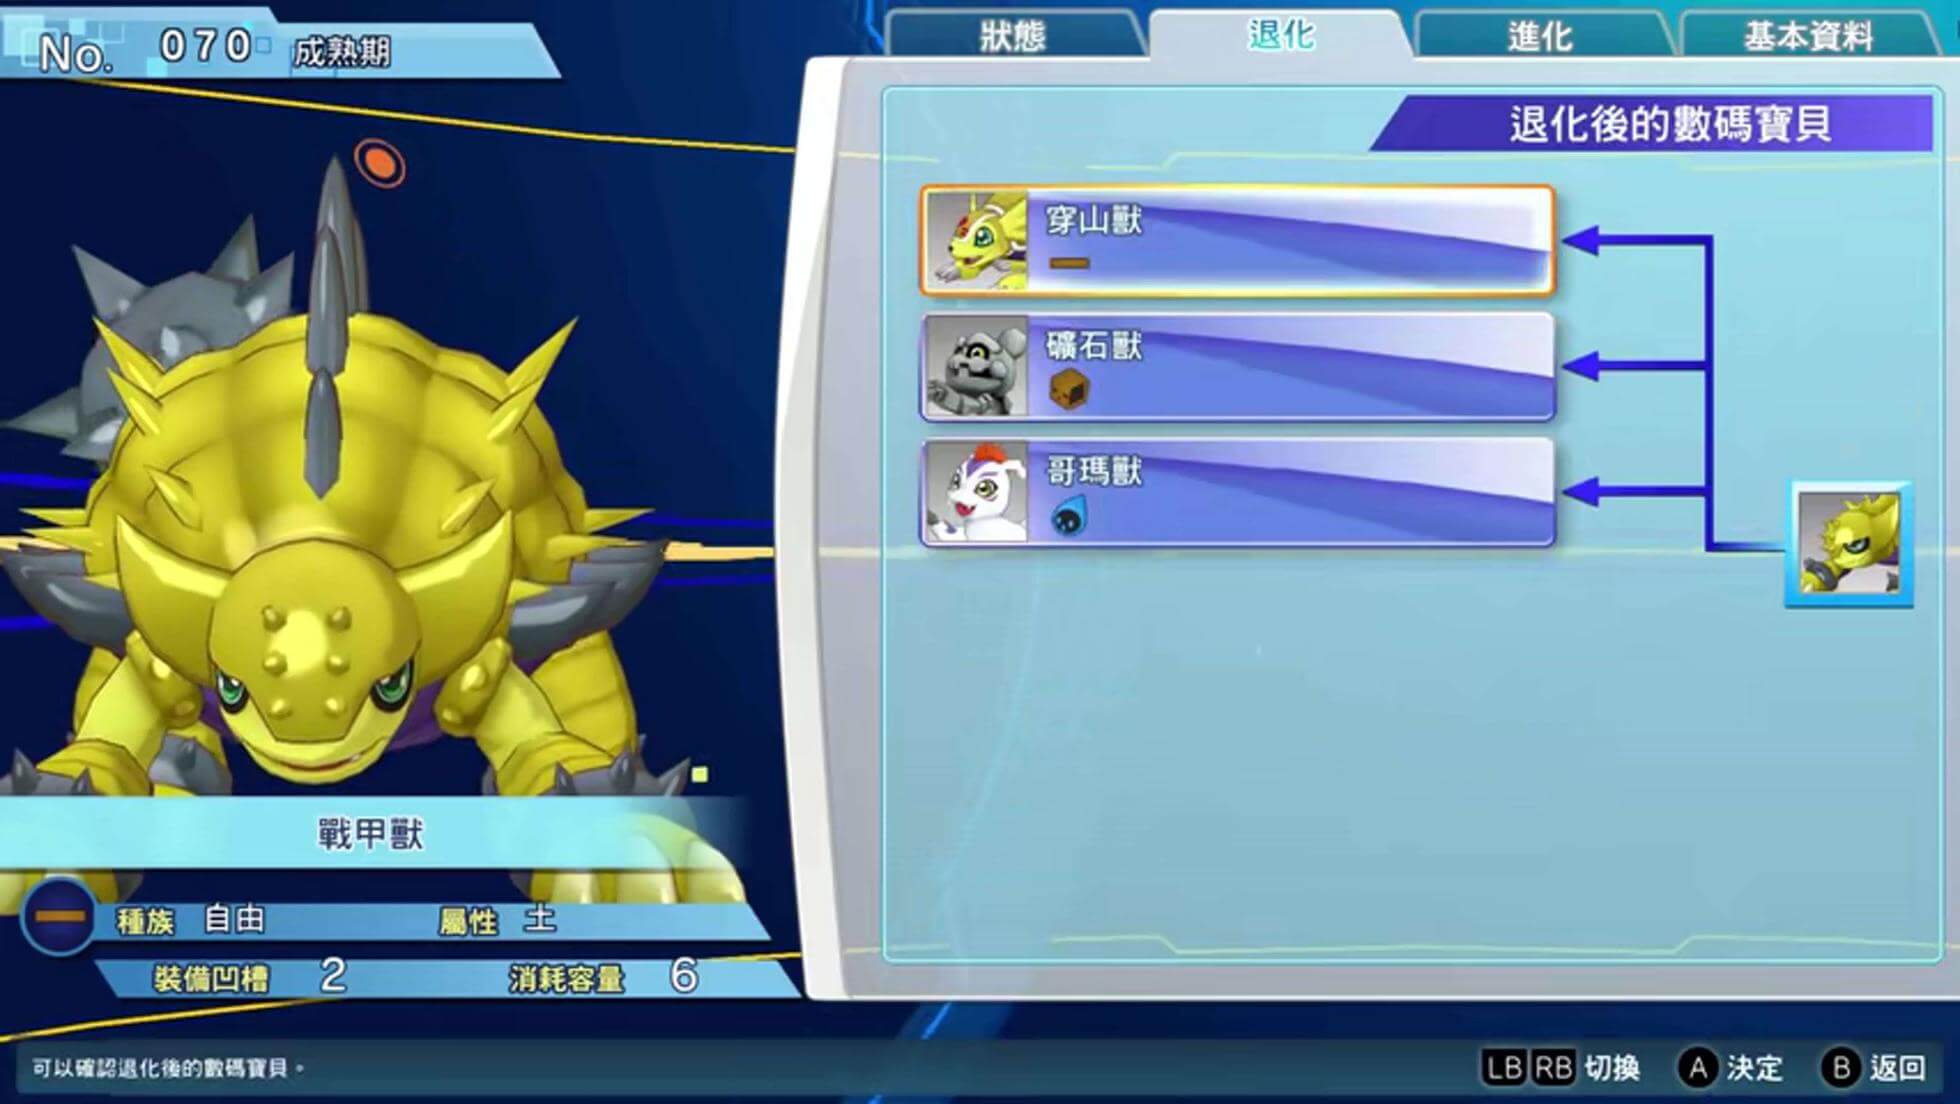 No. 070 成熟期
狀態 退化 進化 基本資料
退化後的數碼寶貝
穿山獸
礦石獸
哥瑪獸
戰甲獸
種族 自由 屬性 土
裝備凹槽 2 消耗容量 6
可以確認退化後的數碼寶貝。
LB RB 切換 A 決定 B 返回